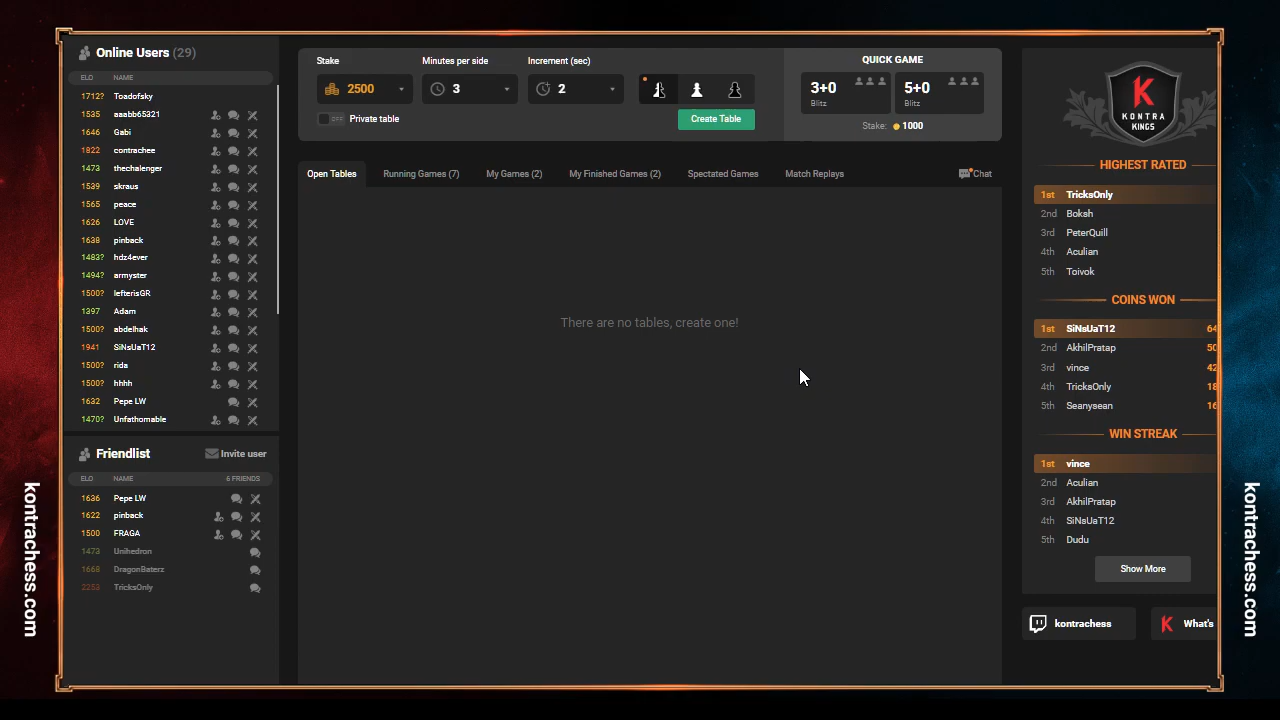 Online Users (29)
ELO NAME
1712? Toadofsky
1535 aaabb65321
1646 Gabi
1822 contrachee
1473 thechalenger
1539 skraus
1565 peace
1626 LOVE
1638 pinback
1483? hdz4ever
1494? armyster
1500? lefterisGR
1397 Adam
1500? abdelhak
1941 SiNsUaT12
1500? rida
1500? hhhh
1632 Pepe LW
1470? Unfathomable
Friendlist Invite user
ELO NAME 6 FRIENDS
1636 Pepe LW
1622 pinback
1500 FRAGA
1473 Unihedron
1668 DragonBaterz
2253 TricksOnly
Stake Minutes per side Increment (sec)
2500 3 2
OFF Private table
Create Table
QUICK GAME
3+0 5+0
Blitz Blitz
Stake: 1000
Open Tables Running Games (7) My Games (2) My Finished Games (2) Spectated Games Match Replays Chat
There are no tables, create one!
K
KONTRA
KINGS
HIGHEST RATED
1st TricksOnly
2nd Boksh
3rd PeterQuill
4th Aculian
5th Toivok
COINS WON
1st SiNsUaT12 64
2nd AkhilPratap 50
3rd vince 42
4th TricksOnly 18
5th Seanysean 16
WIN STREAK
1st vince
2nd Aculian
3rd AkhilPratap
4th SiNUaT12
5th Dudu
Show More
kontrachess K What's
kontrachess.com
kontrachess.com